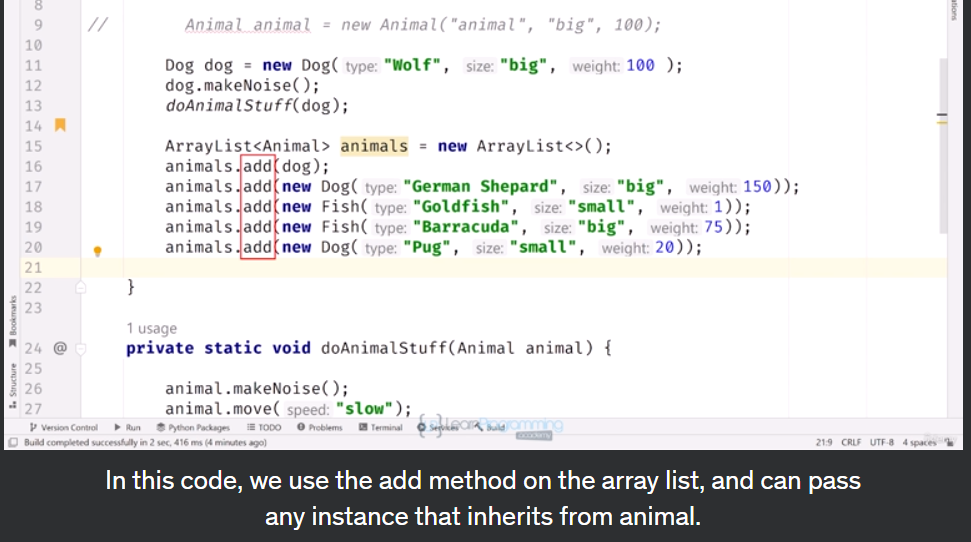 8
9 // Animal animal = new Animal("animal", "big", 100);
10
11 Dog dog = new Dog( type: "Wolf", size: "big", weight: 100 );
12 dog.makeNoise();
13 doAnimalStuff(dog);
14
15 ArrayList<Animal> animals = new ArrayList<>();
16 animals.add(dog);
17 animals.add(new Dog( type: "German Shepard", size: "big", weight: 150));
18 animals.add(new Fish( type: "Goldfish", size: "small", weight: 1));
19 animals.add(new Fish( type: "Barracuda", size: "big", weight: 75));
20 animals.add(new Dog( type: "Pug", size: "small", weight: 20));
21
22 }
23
1 usage
24 @ private static void doAnimalStuff(Animal animal) {
25
26 animal.makeNoise();
27 animal.move( speed: "slow");
Bookmarks
Structure
Version Control Run Python Packages TODO Problems Terminal Services Build
LearnProgramming
academy
Build completed successfully in 2 sec, 416 ms (4 minutes ago) 21:9 CRLF UTF-8 4 spaces
In this code, we use the add method on the array list, and can pass
any instance that inherits from animal.